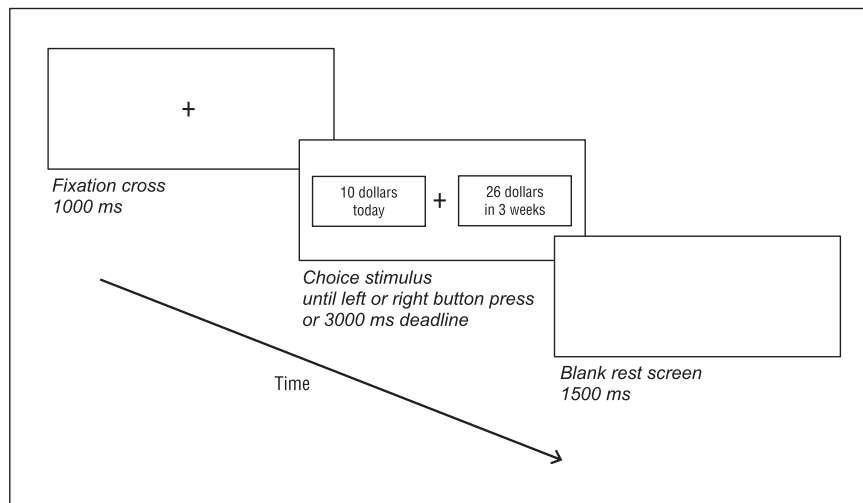 +
Fixation cross
1000 ms
10 dollars
today
+
26 dollars
in 3 weeks
Choice stimulus
until left or right button press
or 3000 ms deadline
Blank rest screen
1500 ms
Time